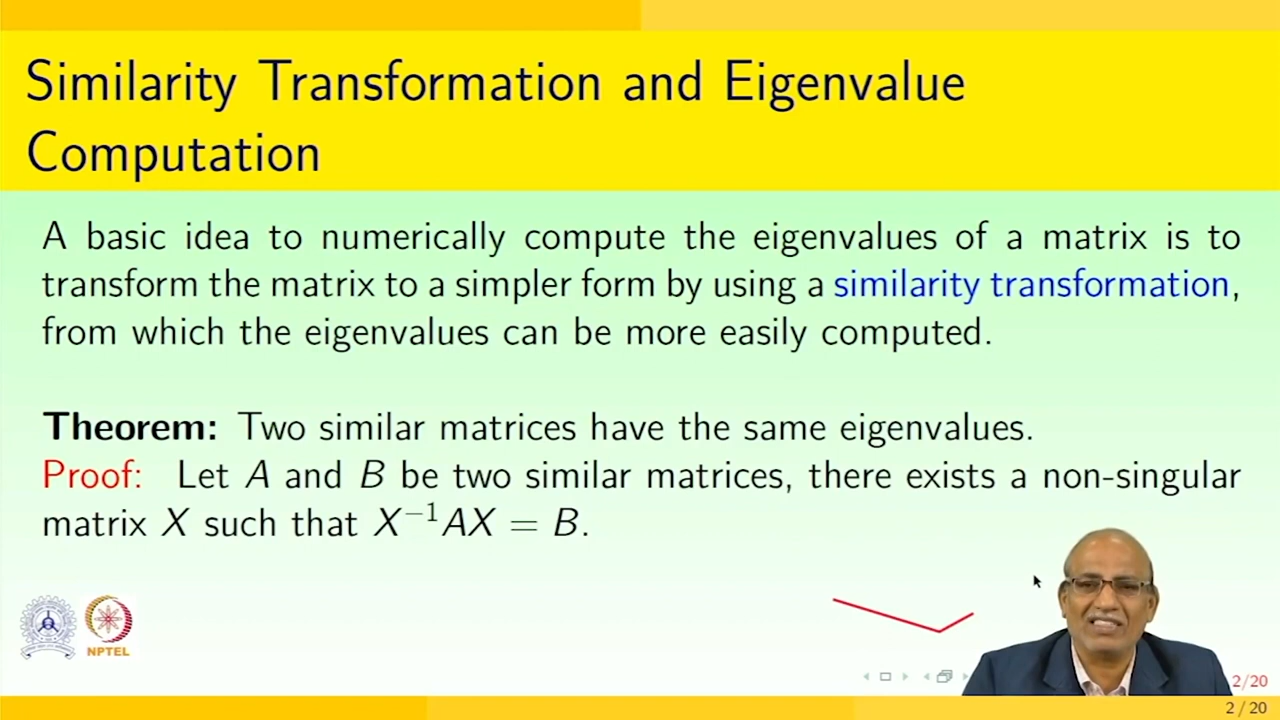 Similarity Transformation and Eigenvalue
Computation
A basic idea to numerically compute the eigenvalues of a matrix is to
transform the matrix to a simpler form by using a similarity transformation,
from which the eigenvalues can be more easily computed.
Theorem: Two similar matrices have the same eigenvalues.
Proof: Let A and B be two similar matrices, there exists a non-singular
matrix X such that X⁻¹AX = B.
NPTEL
2/20
2 / 20